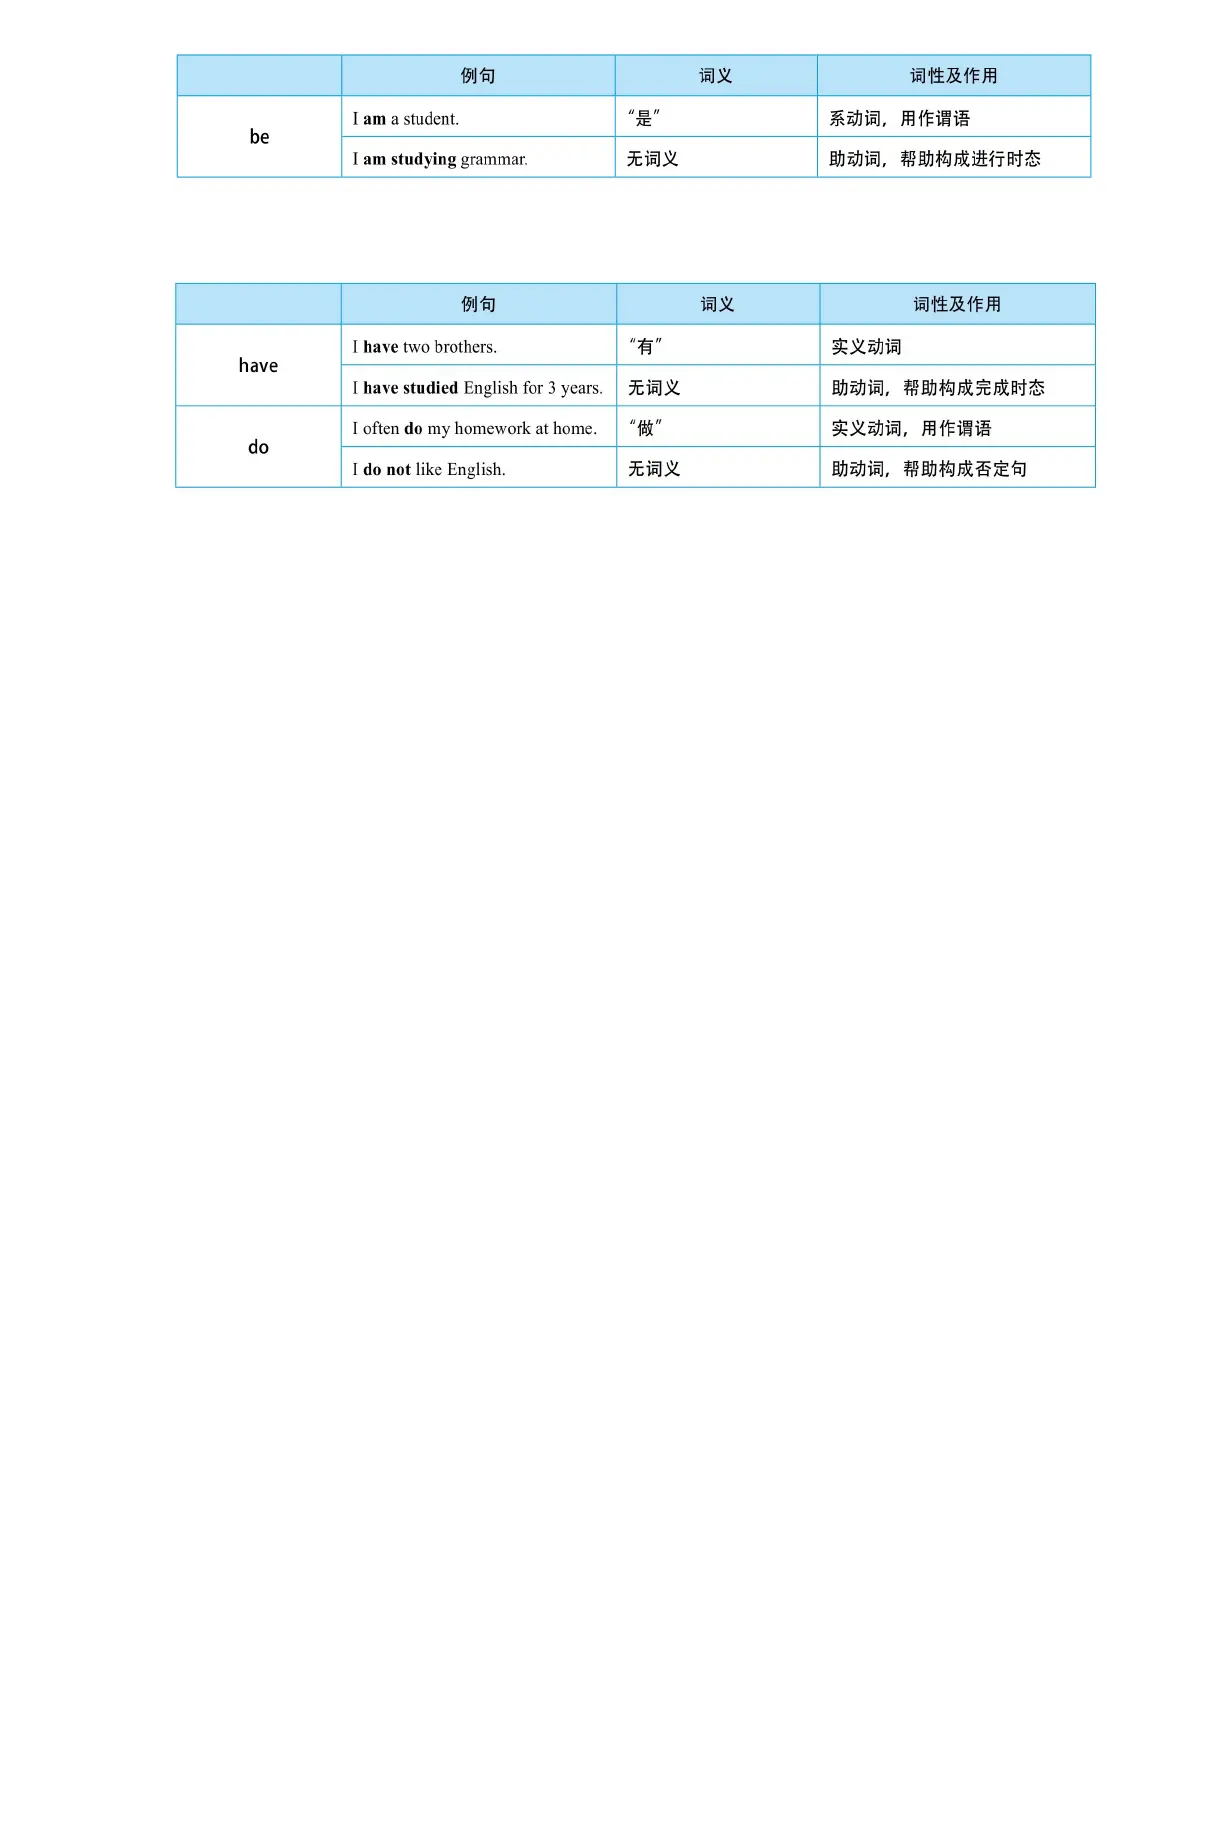 例句 词义 词性及作用
be
I am a student. “是” 系动词，用作谓语
I am studying grammar. 无词义 助动词，帮助构成进行时态
例句 词义 词性及作用
have
I have two brothers. “有” 实义动词
I have studied English for 3 years. 无词义 助动词，帮助构成完成时态
do
I often do my homework at home. “做” 实义动词，用作谓语
I do not like English. 无词义 助动词，帮助构成否定句